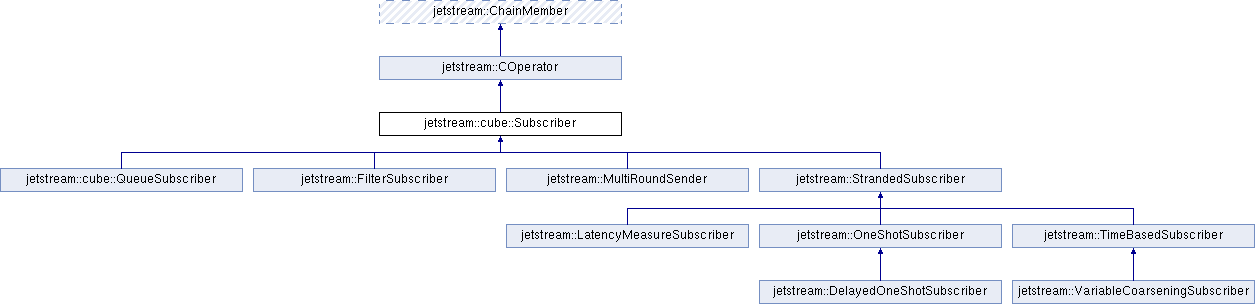 jetstream::ChainMember
jetstream::COperator
jetstream::cube::Subscriber
jetstream::cube::QueueSubscriber
jetstream::FilterSubscriber
jetstream::MultiRoundSender
jetstream::StrandedSubscriber
jetstream::LatencyMeasureSubscriber
jetstream::OneShotSubscriber
jetstream::TimeBasedSubscriber
jetstream::DelayedOneShotSubscriber
jetstream::VariableCoarseningSubscriber